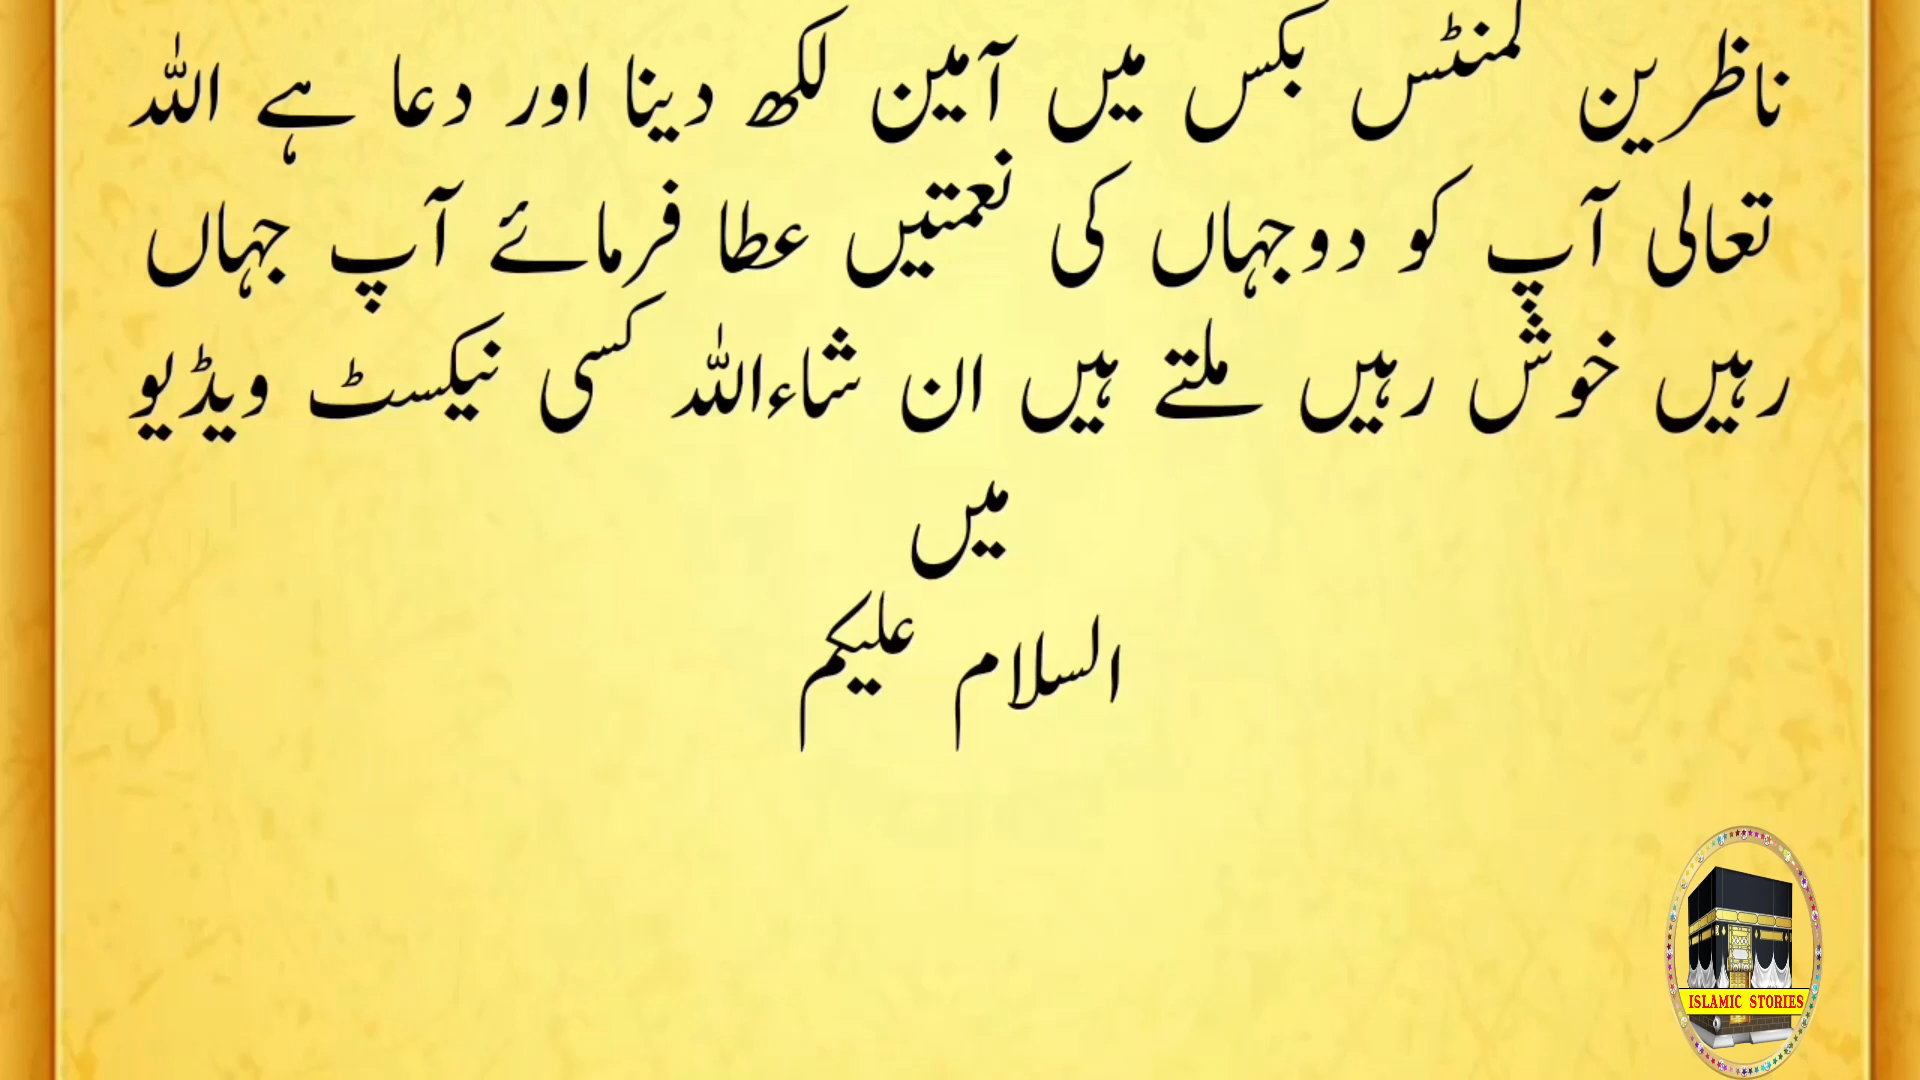 ناظرین کمنٹس بکس میں آمین لکھ دینا اور دعا ہے اللہ
تعالی آپ کو دوجہاں کی نعمتیں عطا فرمائے آپ جہاں
رہیں خوش رہیں ملتے ہیں ان شاءاللہ کسی نیکسٹ ویڈیو
میں
السلام علیکم
ISLAMIC STORIES